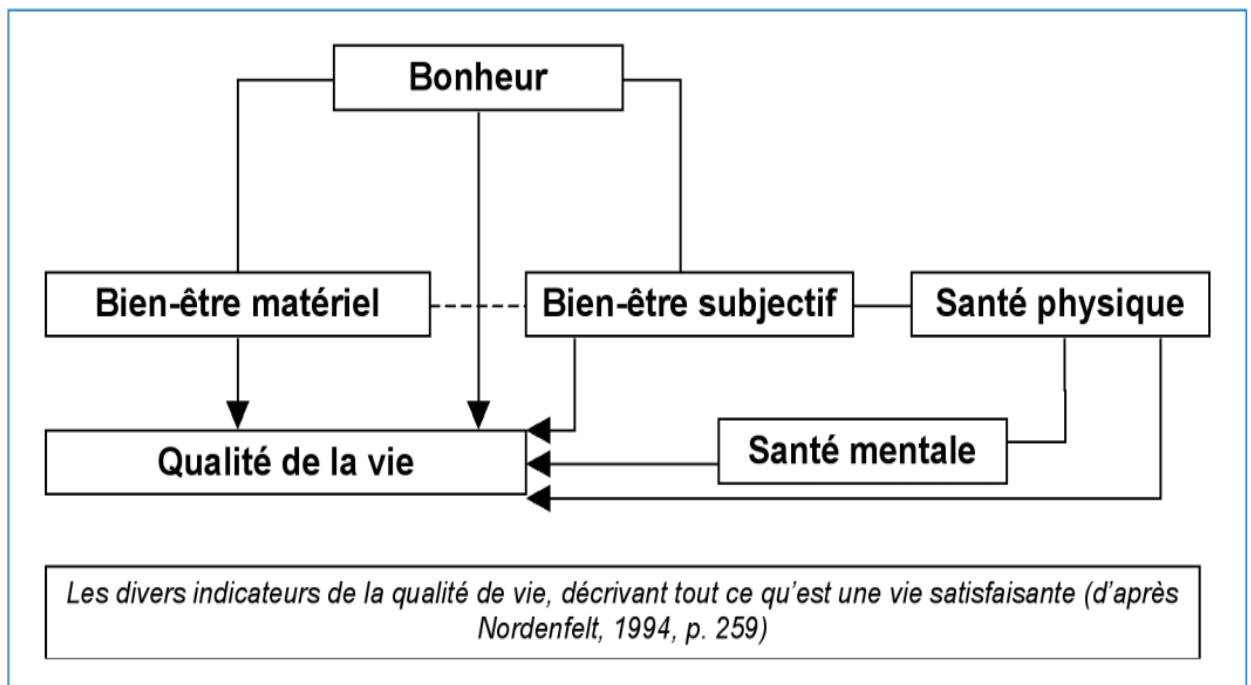 Bonheur
Bien-être matériel
Bien-être subjectif
Santé physique
Qualité de la vie
Santé mentale
Les divers indicateurs de la qualité de vie, décrivant tout ce qu'est une vie satisfaisante (d'après
Nordenfelt, 1994, p. 259)